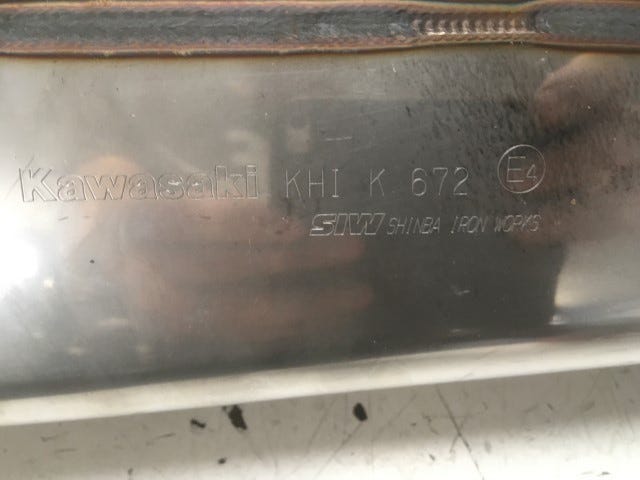 Kawasaki KHI K 672 E4
SIW SHINBA IRON WORKS